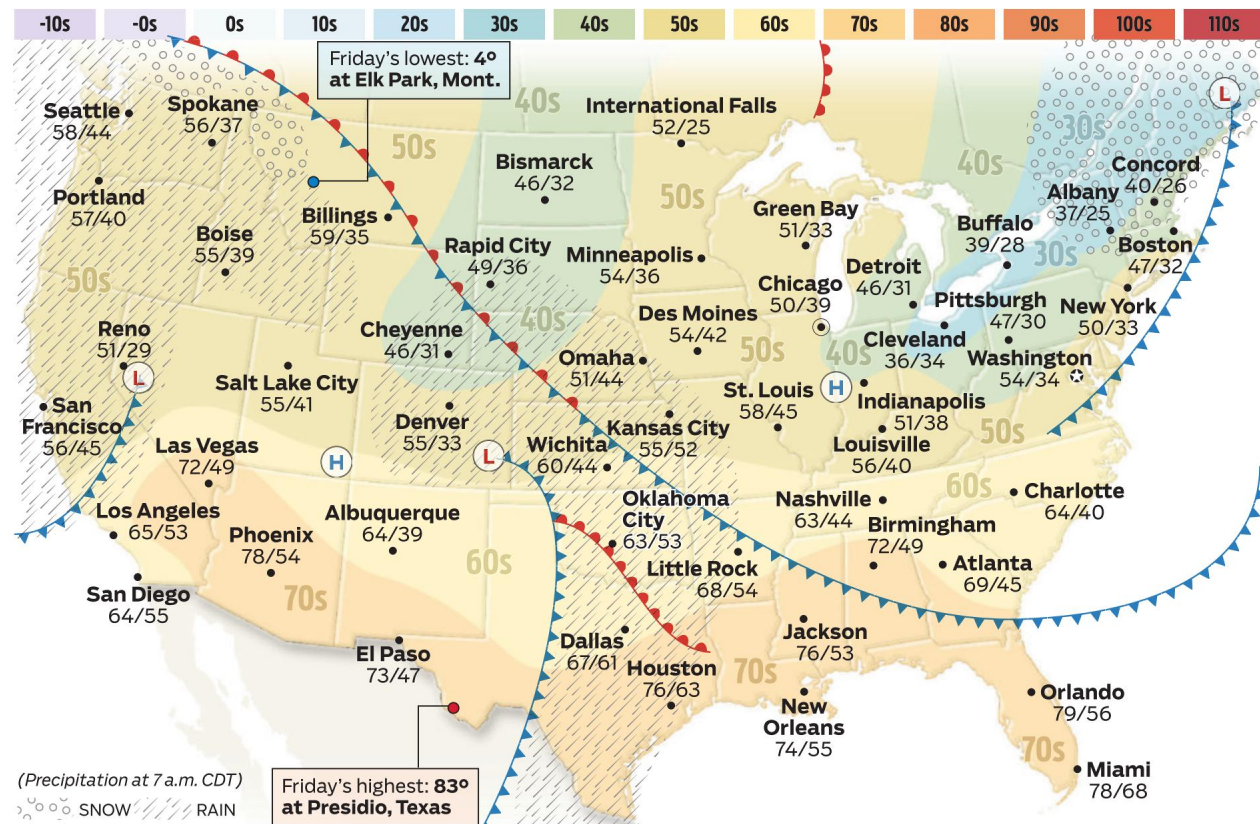 -10s -0s 0s 10s 20s 30s 40s 50s 60s 70s 80s 90s 100s 110s
Friday's lowest: 4º
at Elk Park, Mont.
Seattle
58/44
Spokane
56/37
50s
40s
International Falls
52/25
L
30s
Portland
57/40
Boise
55/39
Billings
59/35
Bismarck
46/32
50s
40s
Concord
40/26
Albany
37/25
Green Bay
51/33
Buffalo
39/28
30s
Boston
47/32
50s
Rapid City
49/36
Minneapolis
54/36
Chicago
50/39
Detroit
46/31
Reno
51/29
L
Cheyenne
46/31
40s
Des Moines
54/42
50s
40s
Pittsburgh
47/30
New York
50/33
Cleveland
36/34
Washington
54/34
Salt Lake City
55/41
Omaha
51/44
St. Louis
58/45
H
Indianapolis
51/38
San
Francisco
56/45
Denver
55/33
Kansas City
55/52
Louisville
56/40
50s
Las Vegas
72/49
H
L
Wichita
60/44
60s
Los Angeles
65/53
Phoenix
78/54
Albuquerque
64/39
60s
Oklahoma
City
63/53
Nashville
63/44
Charlotte
64/40
Birmingham
72/49
Little Rock
68/54
Atlanta
69/45
San Diego
64/55
70s
El Paso
73/47
Dallas
67/61
Houston
76/63
70s
Jackson
76/53
New
Orleans
74/55
Orlando
79/56
70s
Miami
78/68
Friday's highest: 83º
at Presidio, Texas
(Precipitation at 7 a.m. CDT)
SNOW RAIN